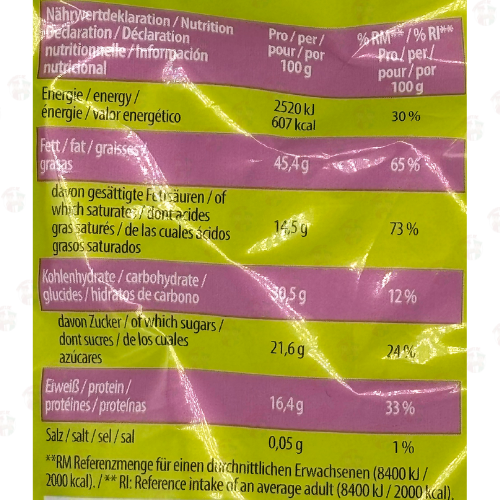 Nährwertdeklaration / Nutrition
Declaration / Déclaration
nutritionnelle / Información
nutricional
Pro / per /
pour / por
100 g
% RM** / % RI**
Pro / per /
pour / por
100 g
Energie / energy /
énergie / valor energético
2520 kJ
607 kcal
30 %
Fett / fat / graisses /
grasas
45,4 g
65 %
davon gesättigte Fettsäuren / of
which saturates / dont acides
gras saturés / de las cuales ácidos
grasos saturados
14,5 g
73 %
Kohlenhydrate / carbohydrate /
glucides / hidratos de carbono
30,5 g
12 %
davon Zucker / of which sugars /
dont sucres / de los cuales
azúcares
21,6 g
24 %
Eiweiß / protein /
protéines / proteínas
16,4 g
33 %
Salz / salt / sel / sal
0,05 g
1 %
**RM Referenzmenge für einen durchnittlichen Erwachsenen (8400 kJ /
2000 kcal). / ** RI: Reference intake of an average adult (8400 kJ / 2000 kcal).